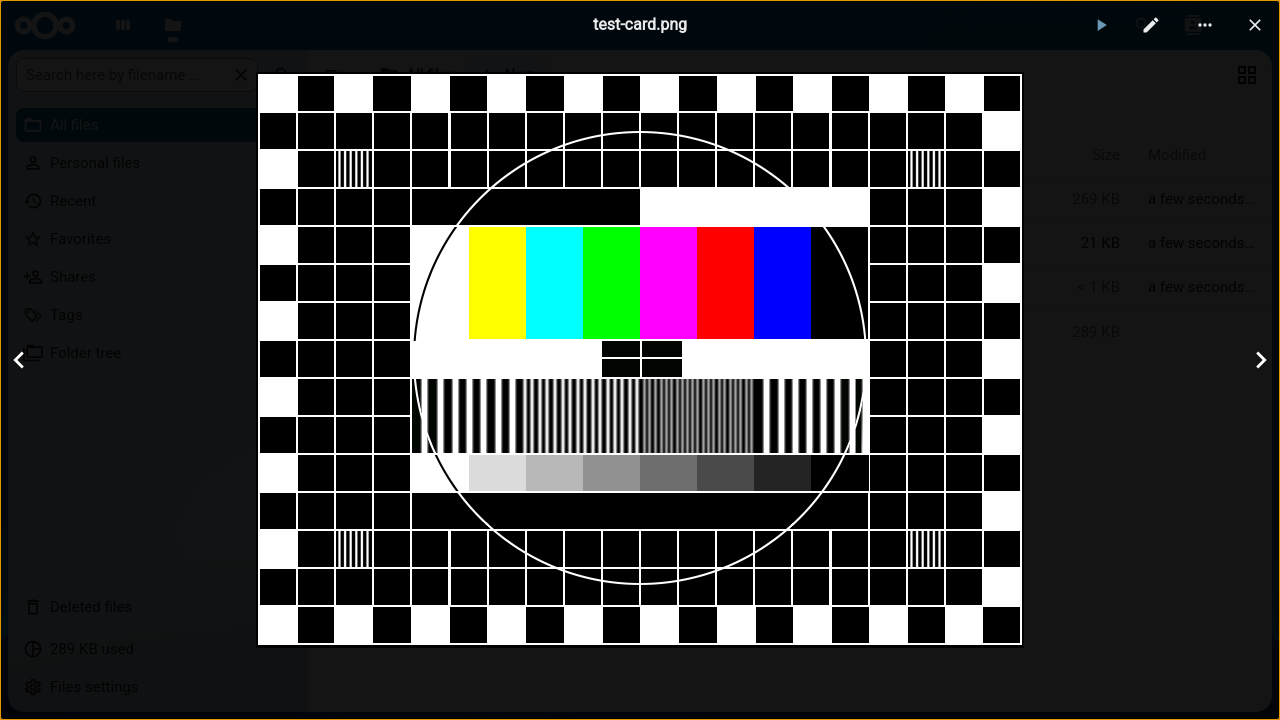 test-card.png
Search here by filename ...
All files
Personal files
Recent
Favorites
Shares
Tags
Folder tree
Size Modified
269 KB a few seconds...
21 KB a few seconds...
< 1 KB a few seconds...
289 KB
Deleted files
289 KB used
Files settings